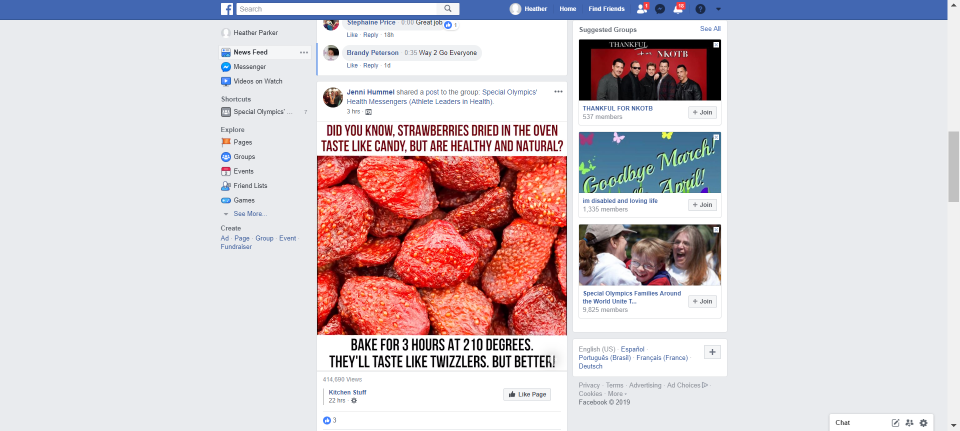 Search
Heather
Home
Find Friends
1
18
Heather Parker
News Feed
Messenger
Videos on Watch
Shortcuts
Special Olympics' ...
7
Explore
Pages
Groups
Events
Friend Lists
Games
See More...
Create
Ad · Page · Group · Event ·
Fundraiser
Stephaine Price 8:00 Great job
1
Like · Reply · 18h
Brandy Peterson 0:35 Way 2 Go Everyone
Like · Reply · 1d
Jenni Hummel shared a post to the group: Special Olympics'
Health Messengers (Athlete Leaders in Health).
3 hrs ·
DID YOU KNOW, STRAWBERRIES DRIED IN THE OVEN
TASTE LIKE CANDY, BUT ARE HEALTHY AND NATURAL?
BAKE FOR 3 HOURS AT 210 DEGREES.
THEY'LL TASTE LIKE TWIZZLERS. BUT BETTER!
414,690 Views
Kitchen Stuff
22 hrs ·
Like Page
3
Suggested Groups
See All
THANKFUL
NKOTB
THANKFUL FOR NKOTB
537 members
+ Join
Goodbye March!
April!
im disabled and loving life
1,335 members
+ Join
Special Olympics Families Around
the World Unite T...
9,825 members
+ Join
English (US) · Español ·
Português (Brasil) · Français (France) ·
Deutsch
Privacy · Terms · Advertising · Ad Choices
Cookies · More
Facebook © 2019
Chat